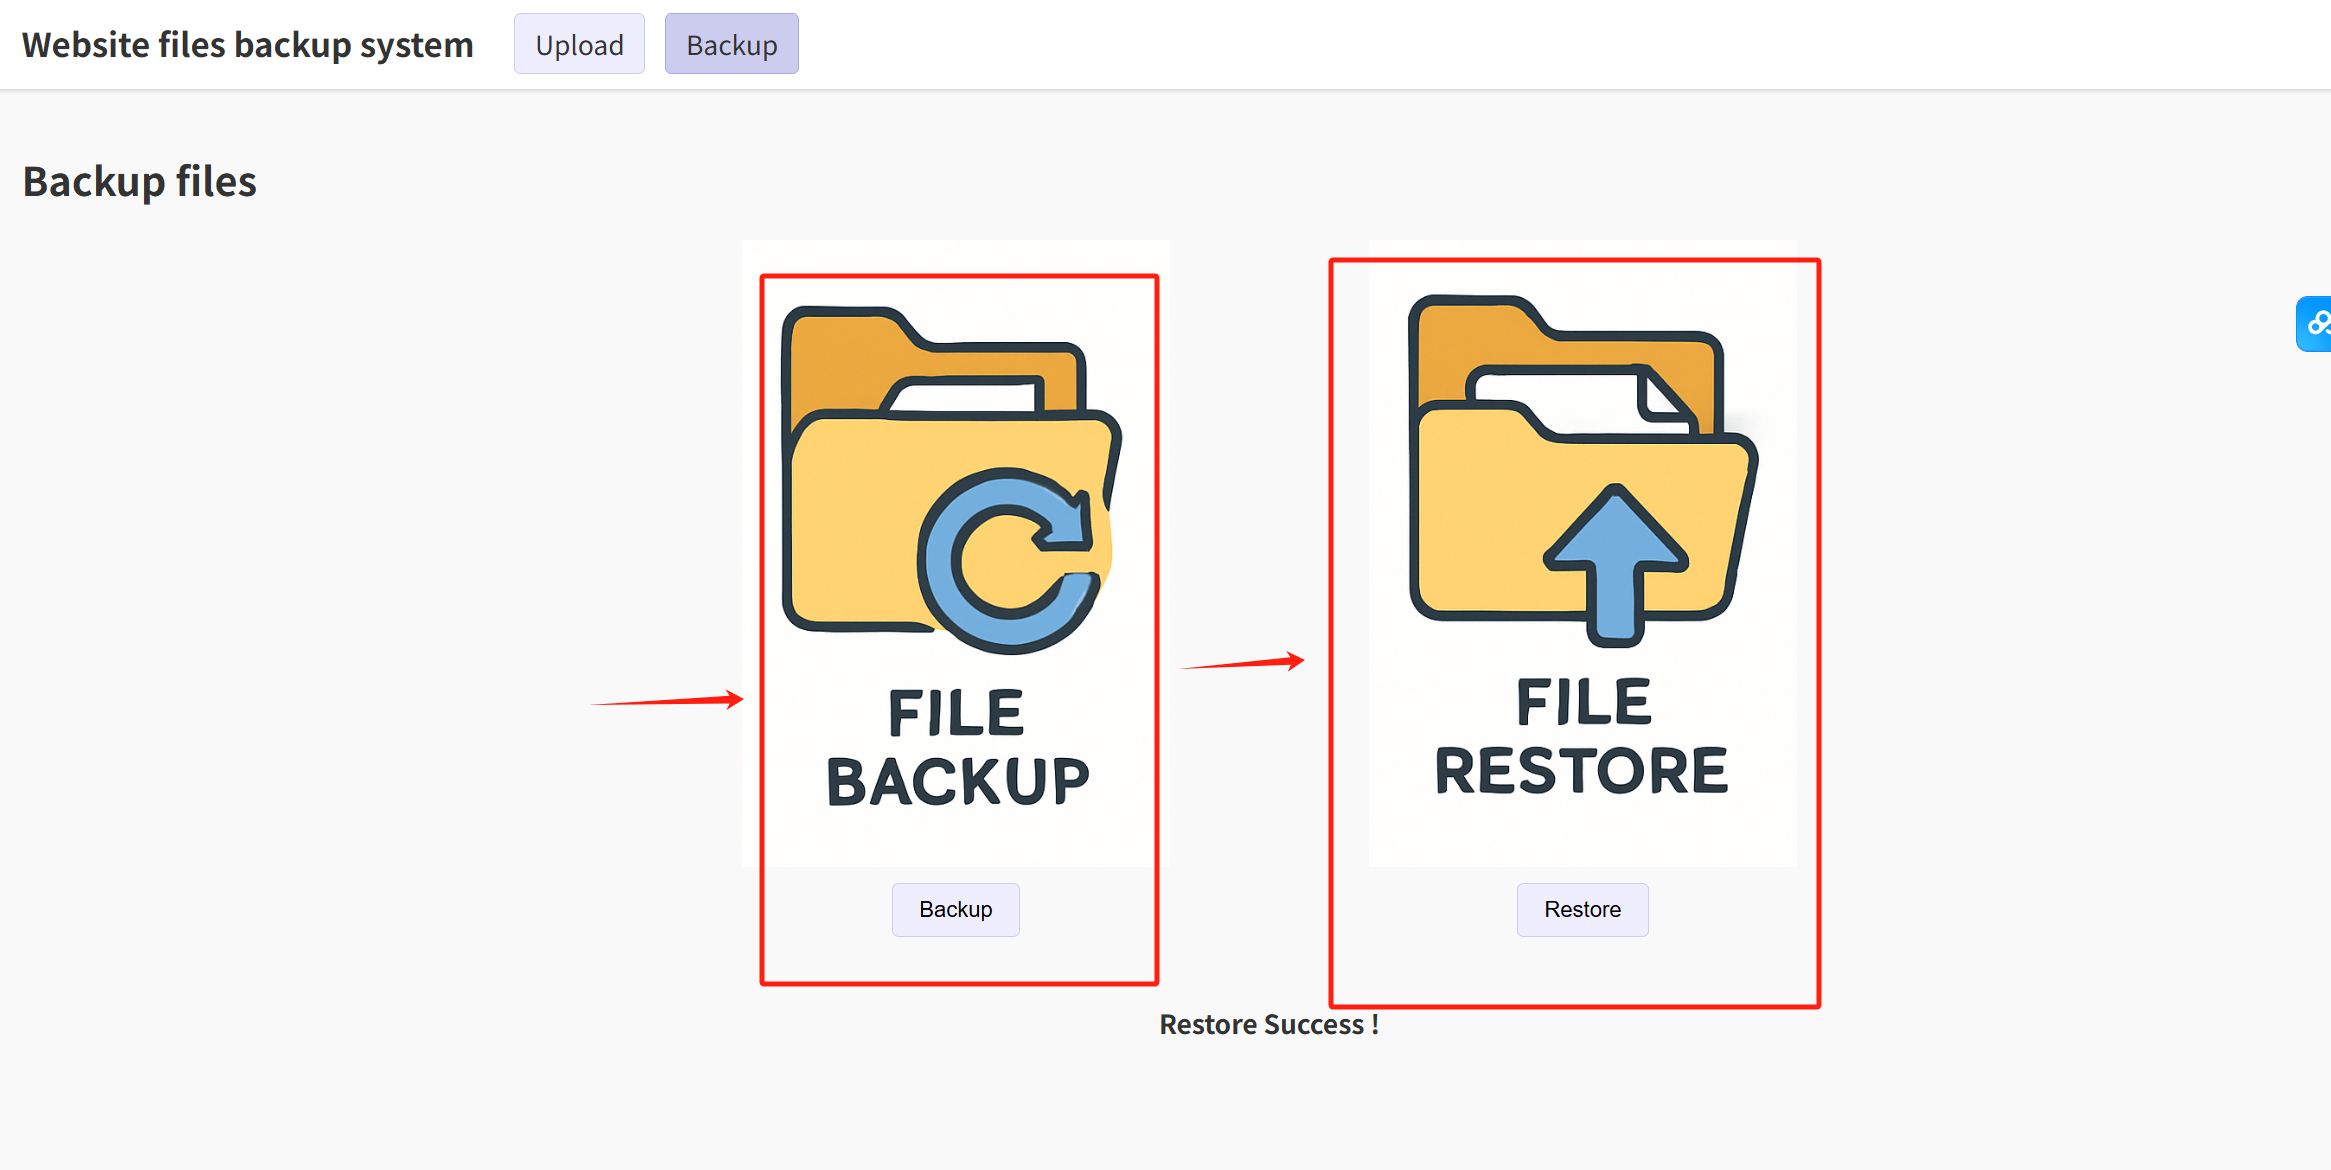 Website files backup system
Upload
Backup
Backup files
FILE
BACKUP
Backup
FILE
RESTORE
Restore
Restore Success !